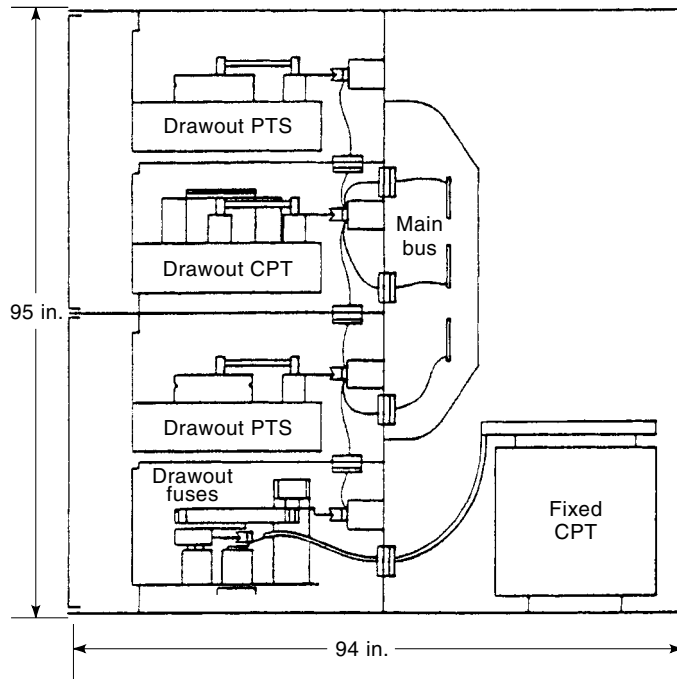 Drawout PTS
Drawout CPT
Main
bus
95 in.
Drawout PTS
Drawout
fuses
Fixed
CPT
94 in.